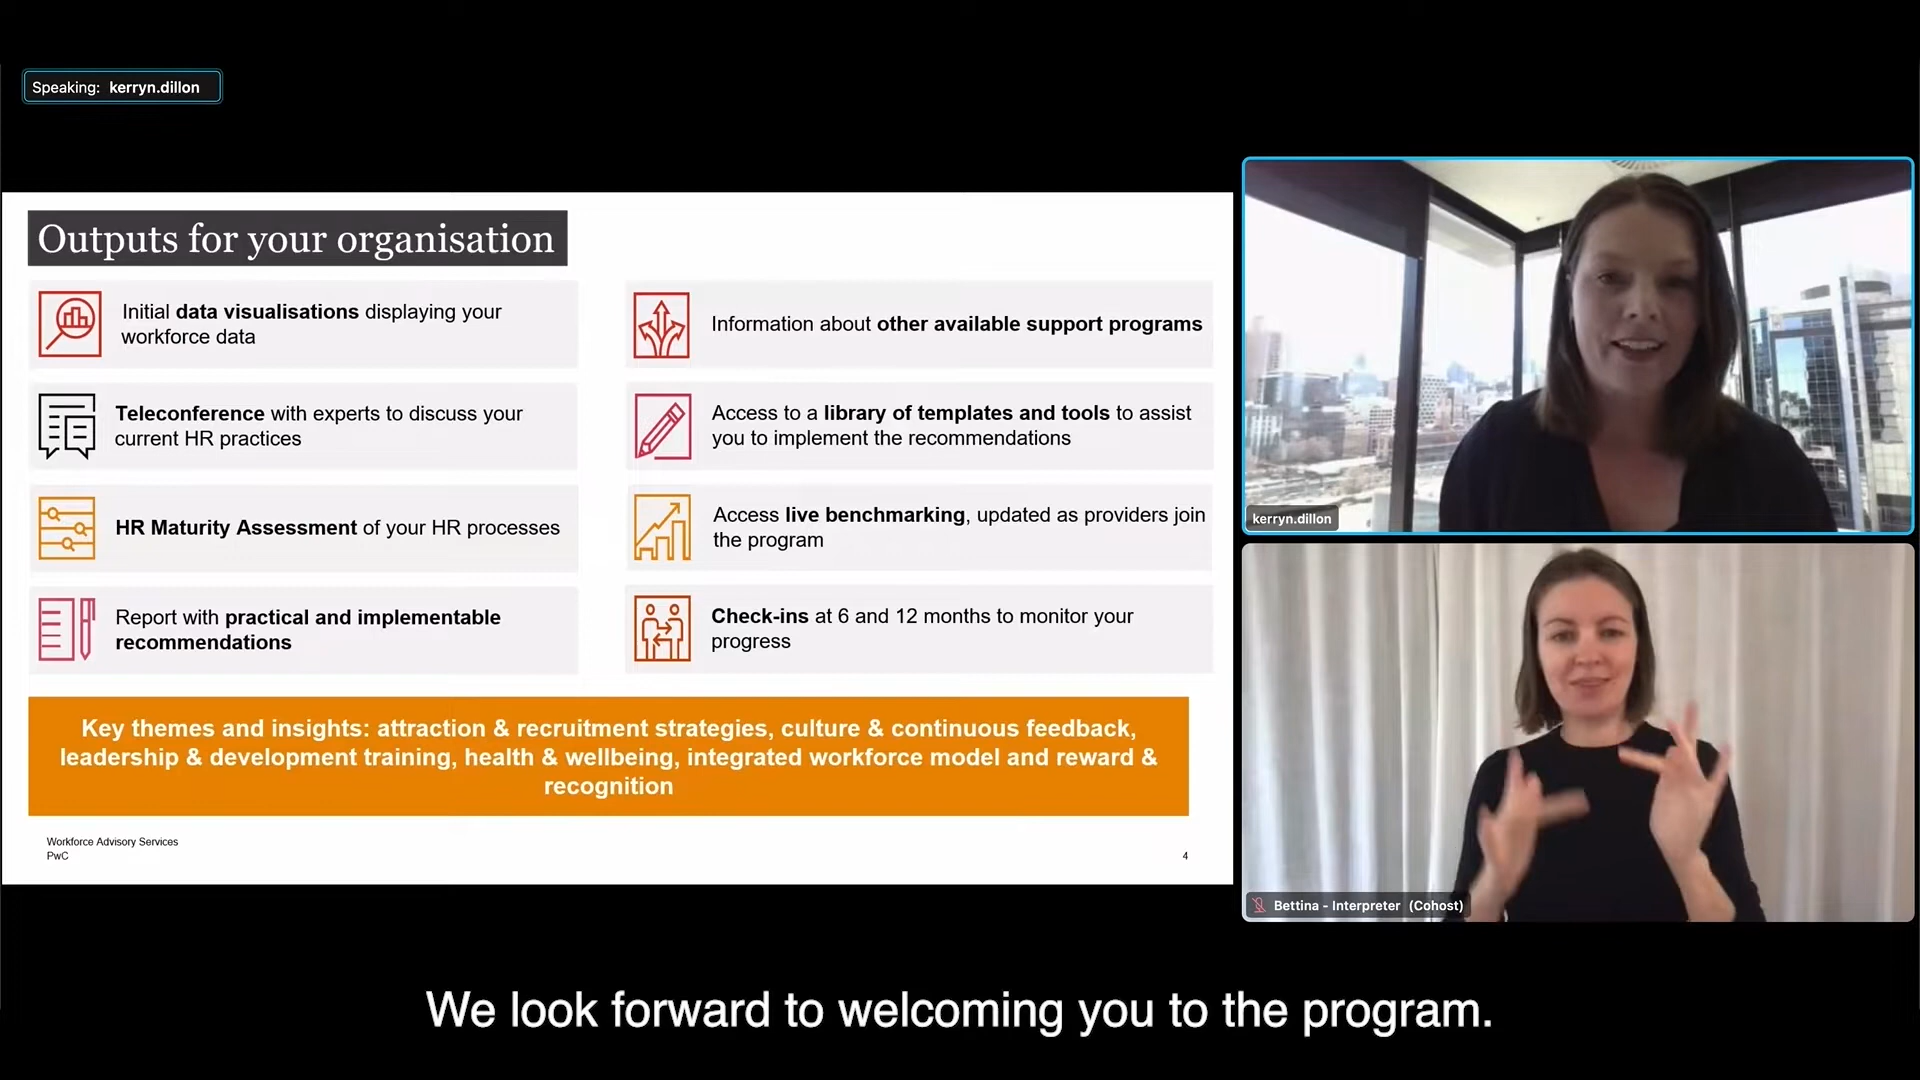 Speaking: kerryn.dillon
Outputs for your organisation
Initial data visualisations displaying your
workforce data
Teleconference with experts to discuss your
current HR practices
HR Maturity Assessment of your HR processes
Report with practical and implementable
recommendations
Information about other available support programs
Access to a library of templates and tools to assist
you to implement the recommendations
Access live benchmarking, updated as providers join
the program
Check-ins at 6 and 12 months to monitor your
progress
Key themes and insights: attraction & recruitment strategies, culture & continuous feedback,
leadership & development training, health & wellbeing, integrated workforce model and reward &
recognition
Workforce Advisory Services
PwC
4
kerryn.dillon
Bettina - Interpreter (Cohost)
We look forward to welcoming you to the program.